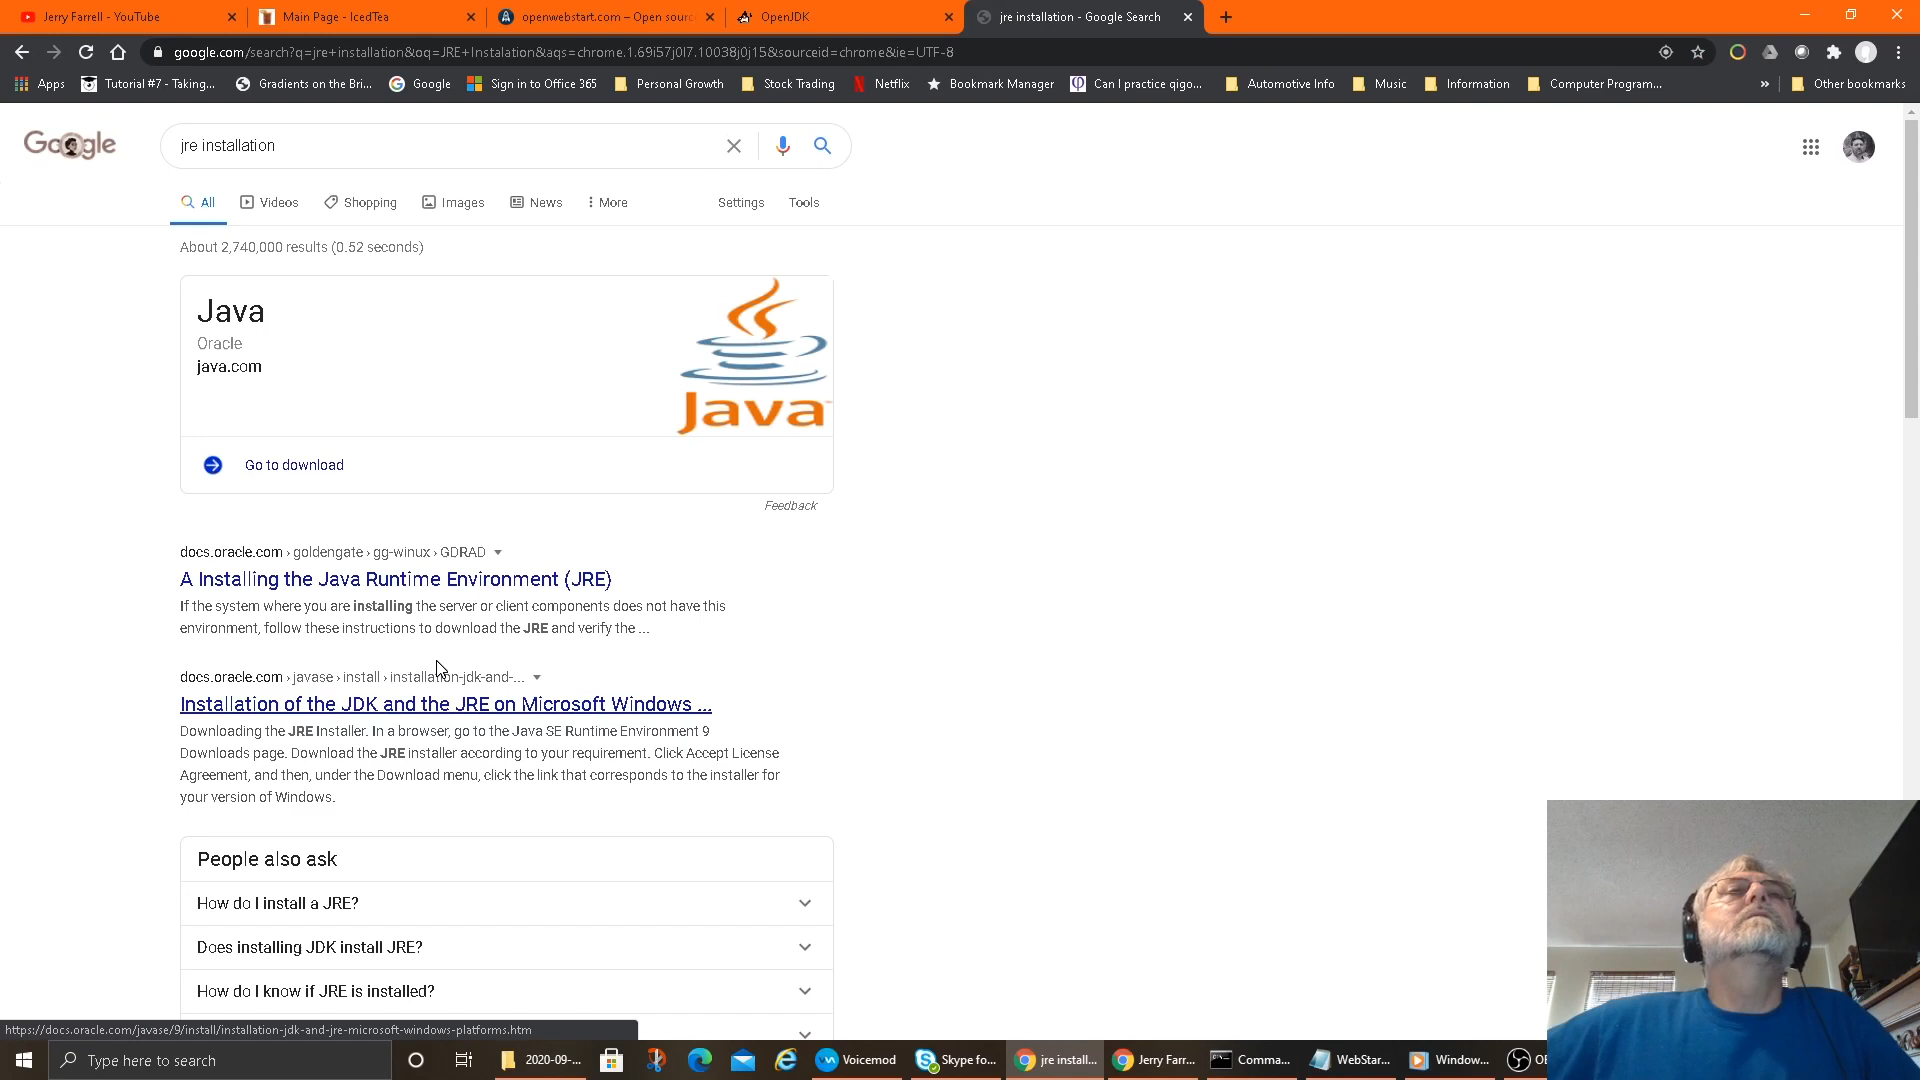 Jerry Farrell - YouTube
Main Page - IcedTea
openwebstart.com – Open sourc
OpenJDK
jre installation - Google Search
google.com/search?q=jre+installation&oq=JRE+Instalation&aqs=chrome.1.69i57j0l7.10038j0j15&sourceid=chrome&ie=UTF-8
Apps
Tutorial #7 - Taking...
Gradients on the Bri...
Google
Sign in to Office 365
Personal Growth
Stock Trading
Netflix
Bookmark Manager
Can I practice qigo...
Automotive Info
Music
Information
Computer Program...
»
Other bookmarks
Google
jre installation
All
Videos
Shopping
Images
News
More
Settings
Tools
About 2,740,000 results (0.52 seconds)
Java
Oracle
java.com
Java
Go to download
Feedback
docs.oracle.com › goldengate › gg-winux › GDRAD
A Installing the Java Runtime Environment (JRE)
If the system where you are installing the server or client components does not have this
environment, follow these instructions to download the JRE and verify the ...
docs.oracle.com › javase › install › installation-jdk-and-...
Installation of the JDK and the JRE on Microsoft Windows ...
Downloading the JRE Installer. In a browser, go to the Java SE Runtime Environment 9
Downloads page. Download the JRE installer according to your requirement. Click Accept License
Agreement, and then, under the Download menu, click the link that corresponds to the installer for
your version of Windows.
People also ask
How do I install a JRE?
Does installing JDK install JRE?
How do I know if JRE is installed?
https://docs.oracle.com/javase/9/install/installation-jdk-and-jre-microsoft-windows-platforms.htm
Type here to search
2020-09-...
Voicemod
Skype fo...
jre install...
Jerry Farr...
Comma...
WebStar...
Window...
OB